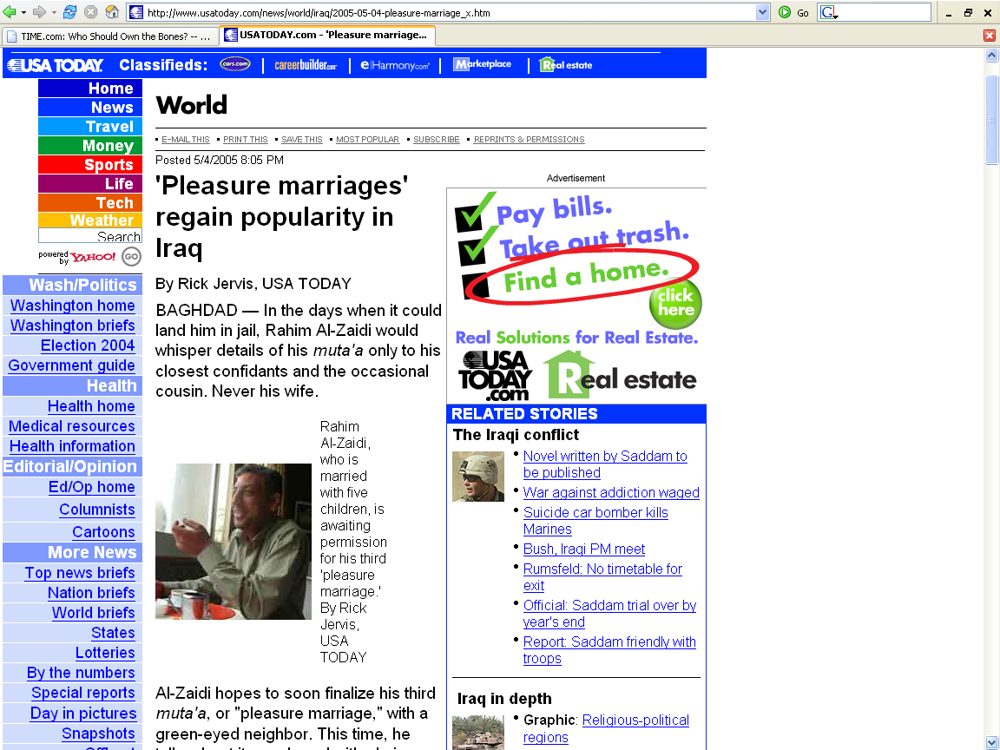 http://www.usatoday.com/news/world/iraq/2005-05-04-pleasure-marriage_x.htm
Go
G
TIME.com: Who Should Own the Bones? -- ...
USATODAY.com - 'Pleasure marriage...
USA TODAY
Classifieds:
cars.com
careerbuilder.com
eHarmony.com
Marketplace
Real estate
Home
News
Travel
Money
Sports
Life
Tech
Weather
Search
powered by YAHOO! GO
Wash/Politics
Washington home
Washington briefs
Election 2004
Government guide
Health
Health home
Medical resources
Health information
Editorial/Opinion
Ed/Op home
Columnists
Cartoons
More News
Top news briefs
Nation briefs
World briefs
States
Lotteries
By the numbers
Special reports
Day in pictures
Snapshots
World
E-MAIL THIS
PRINT THIS
SAVE THIS
MOST POPULAR
SUBSCRIBE
REPRINTS & PERMISSIONS
Posted 5/4/2005 8:05 PM
'Pleasure marriages'
regain popularity in
Iraq
By Rick Jervis, USA TODAY
BAGHDAD — In the days when it could
land him in jail, Rahim Al-Zaidi would
whisper details of his muta'a only to his
closest confidants and the occasional
cousin. Never his wife.
Rahim
Al-Zaidi,
who is
married
with five
children, is
awaiting
permission
for his third
'pleasure
marriage.'
By Rick
Jervis,
USA
TODAY
Al-Zaidi hopes to soon finalize his third
muta'a, or "pleasure marriage," with a
green-eyed neighbor. This time, he
Advertisement
Pay bills.
Take out trash.
Find a home.
click
here
Real Solutions for Real Estate.
USA
TODAY
.com
Real estate
RELATED STORIES
The Iraqi conflict
• Novel written by Saddam to
be published
• War against addiction waged
• Suicide car bomber kills
Marines
• Bush, Iraqi PM meet
• Rumsfeld: No timetable for
exit
• Official: Saddam trial over by
year's end
• Report: Saddam friendly with
troops
Iraq in depth
• Graphic: Religious-political
regions